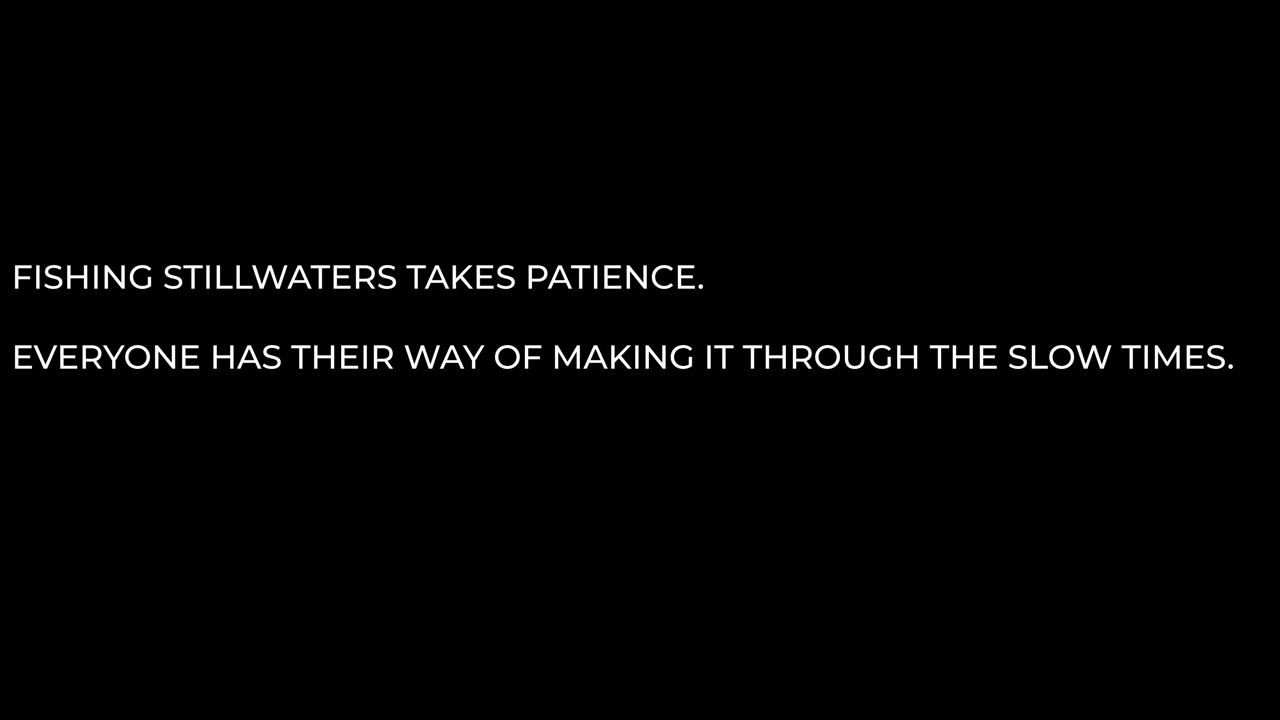 FISHING STILLWATERS TAKES PATIENCE.
EVERYONE HAS THEIR WAY OF MAKING IT THROUGH THE SLOW TIMES.